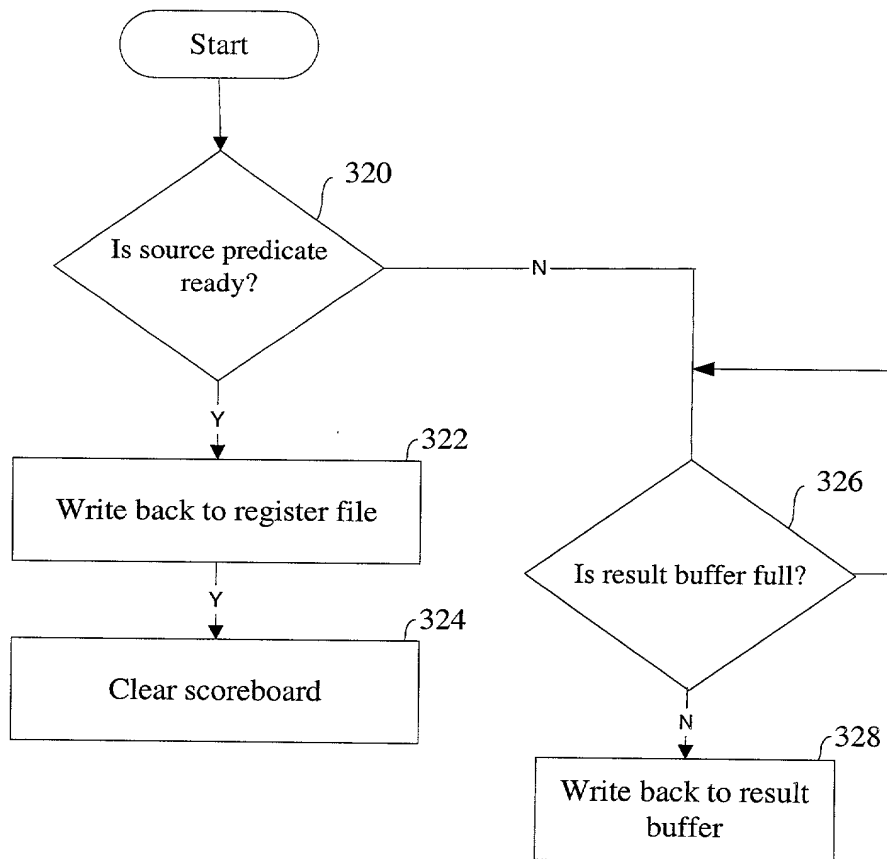 Start
320
Is source predicate
ready?
N
Y
322
Write back to register file
326
Is result buffer full?
Y
324
Clear scoreboard
N
328
Write back to result
buffer